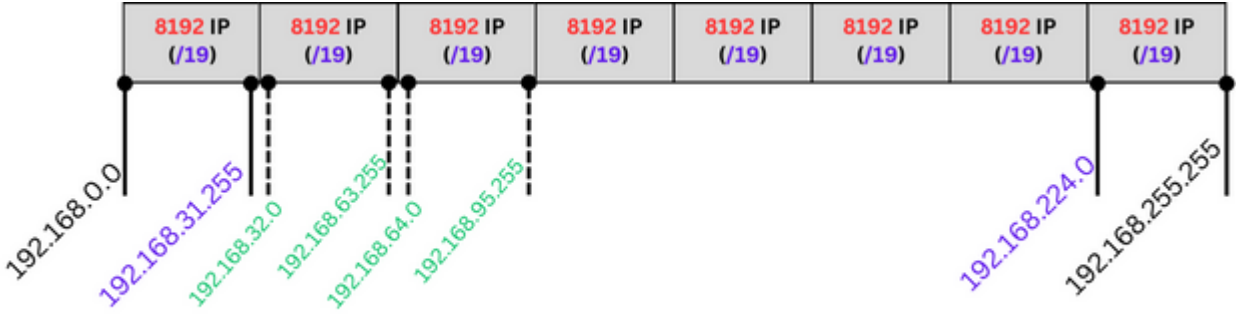 8192 IP
(/19)
8192 IP
(/19)
8192 IP
(/19)
8192 IP
(/19)
8192 IP
(/19)
8192 IP
(/19)
8192 IP
(/19)
8192 IP
(/19)
192.168.0.0
192.168.31.255
192.168.32.0
192.168.63.255
192.168.64.0
192.168.95.255
192.168.224.0
192.168.255.255